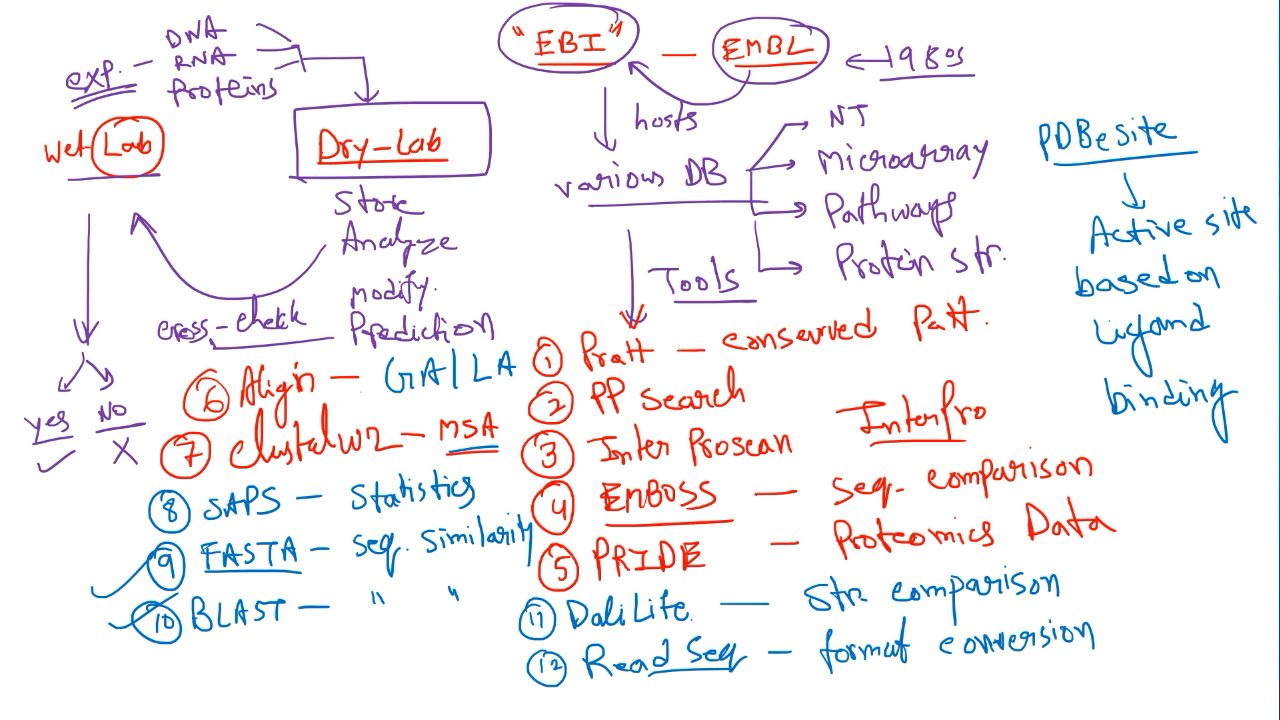 exp. - DNA
RNA
Proteins
wet Lab
Dry-Lab
Store
Analyze
modify.
Prediction
cross-check
Yes NO
✓ X
"EBI" - EMBL ← 1980s
hosts
various DB
NT
Microarray
Pathways
Protein str.
Tools
① Pratt - conserved Patt.
② PP search
③ Inter Proscan InterPro
④ EMBOSS - seq. comparison
⑤ PRIDE - Proteomics Data
⑥ Align - GA/LA
⑦ ClustalW2 - MSA
⑧ SAPS - Statistics
⑨ FASTA - seq. similarity
⑩ BLAST - " "
⑪ DaliLite - Str. comparison
⑫ Read Seq - format conversion
PDBe site
Active site
based on
ligand
binding